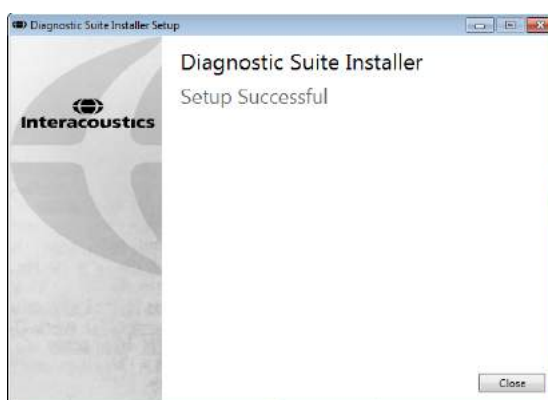 Diagnostic Suite Installer Setup
Diagnostic Suite Installer
Setup Successful
Interacoustics
Close